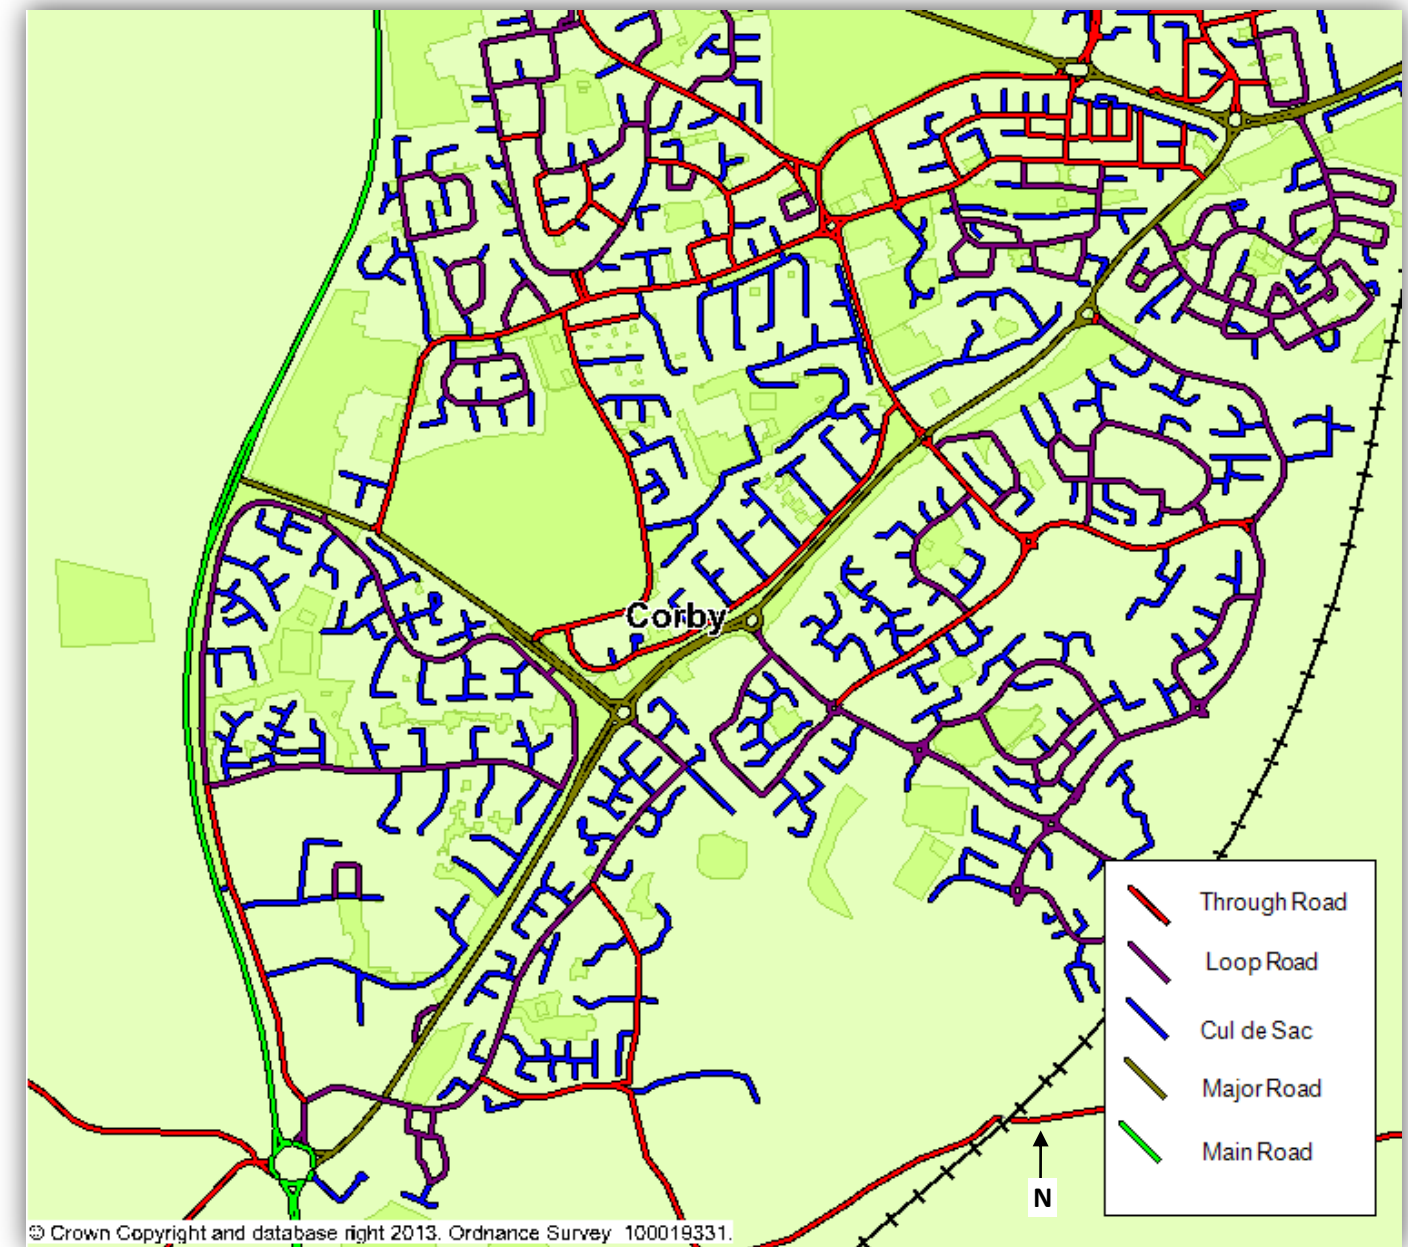 Corby
Through Road
Loop Road
Cul de Sac
Major Road
Main Road
N
© Crown Copyright and database right 2013. Ordnance Survey 100019331.